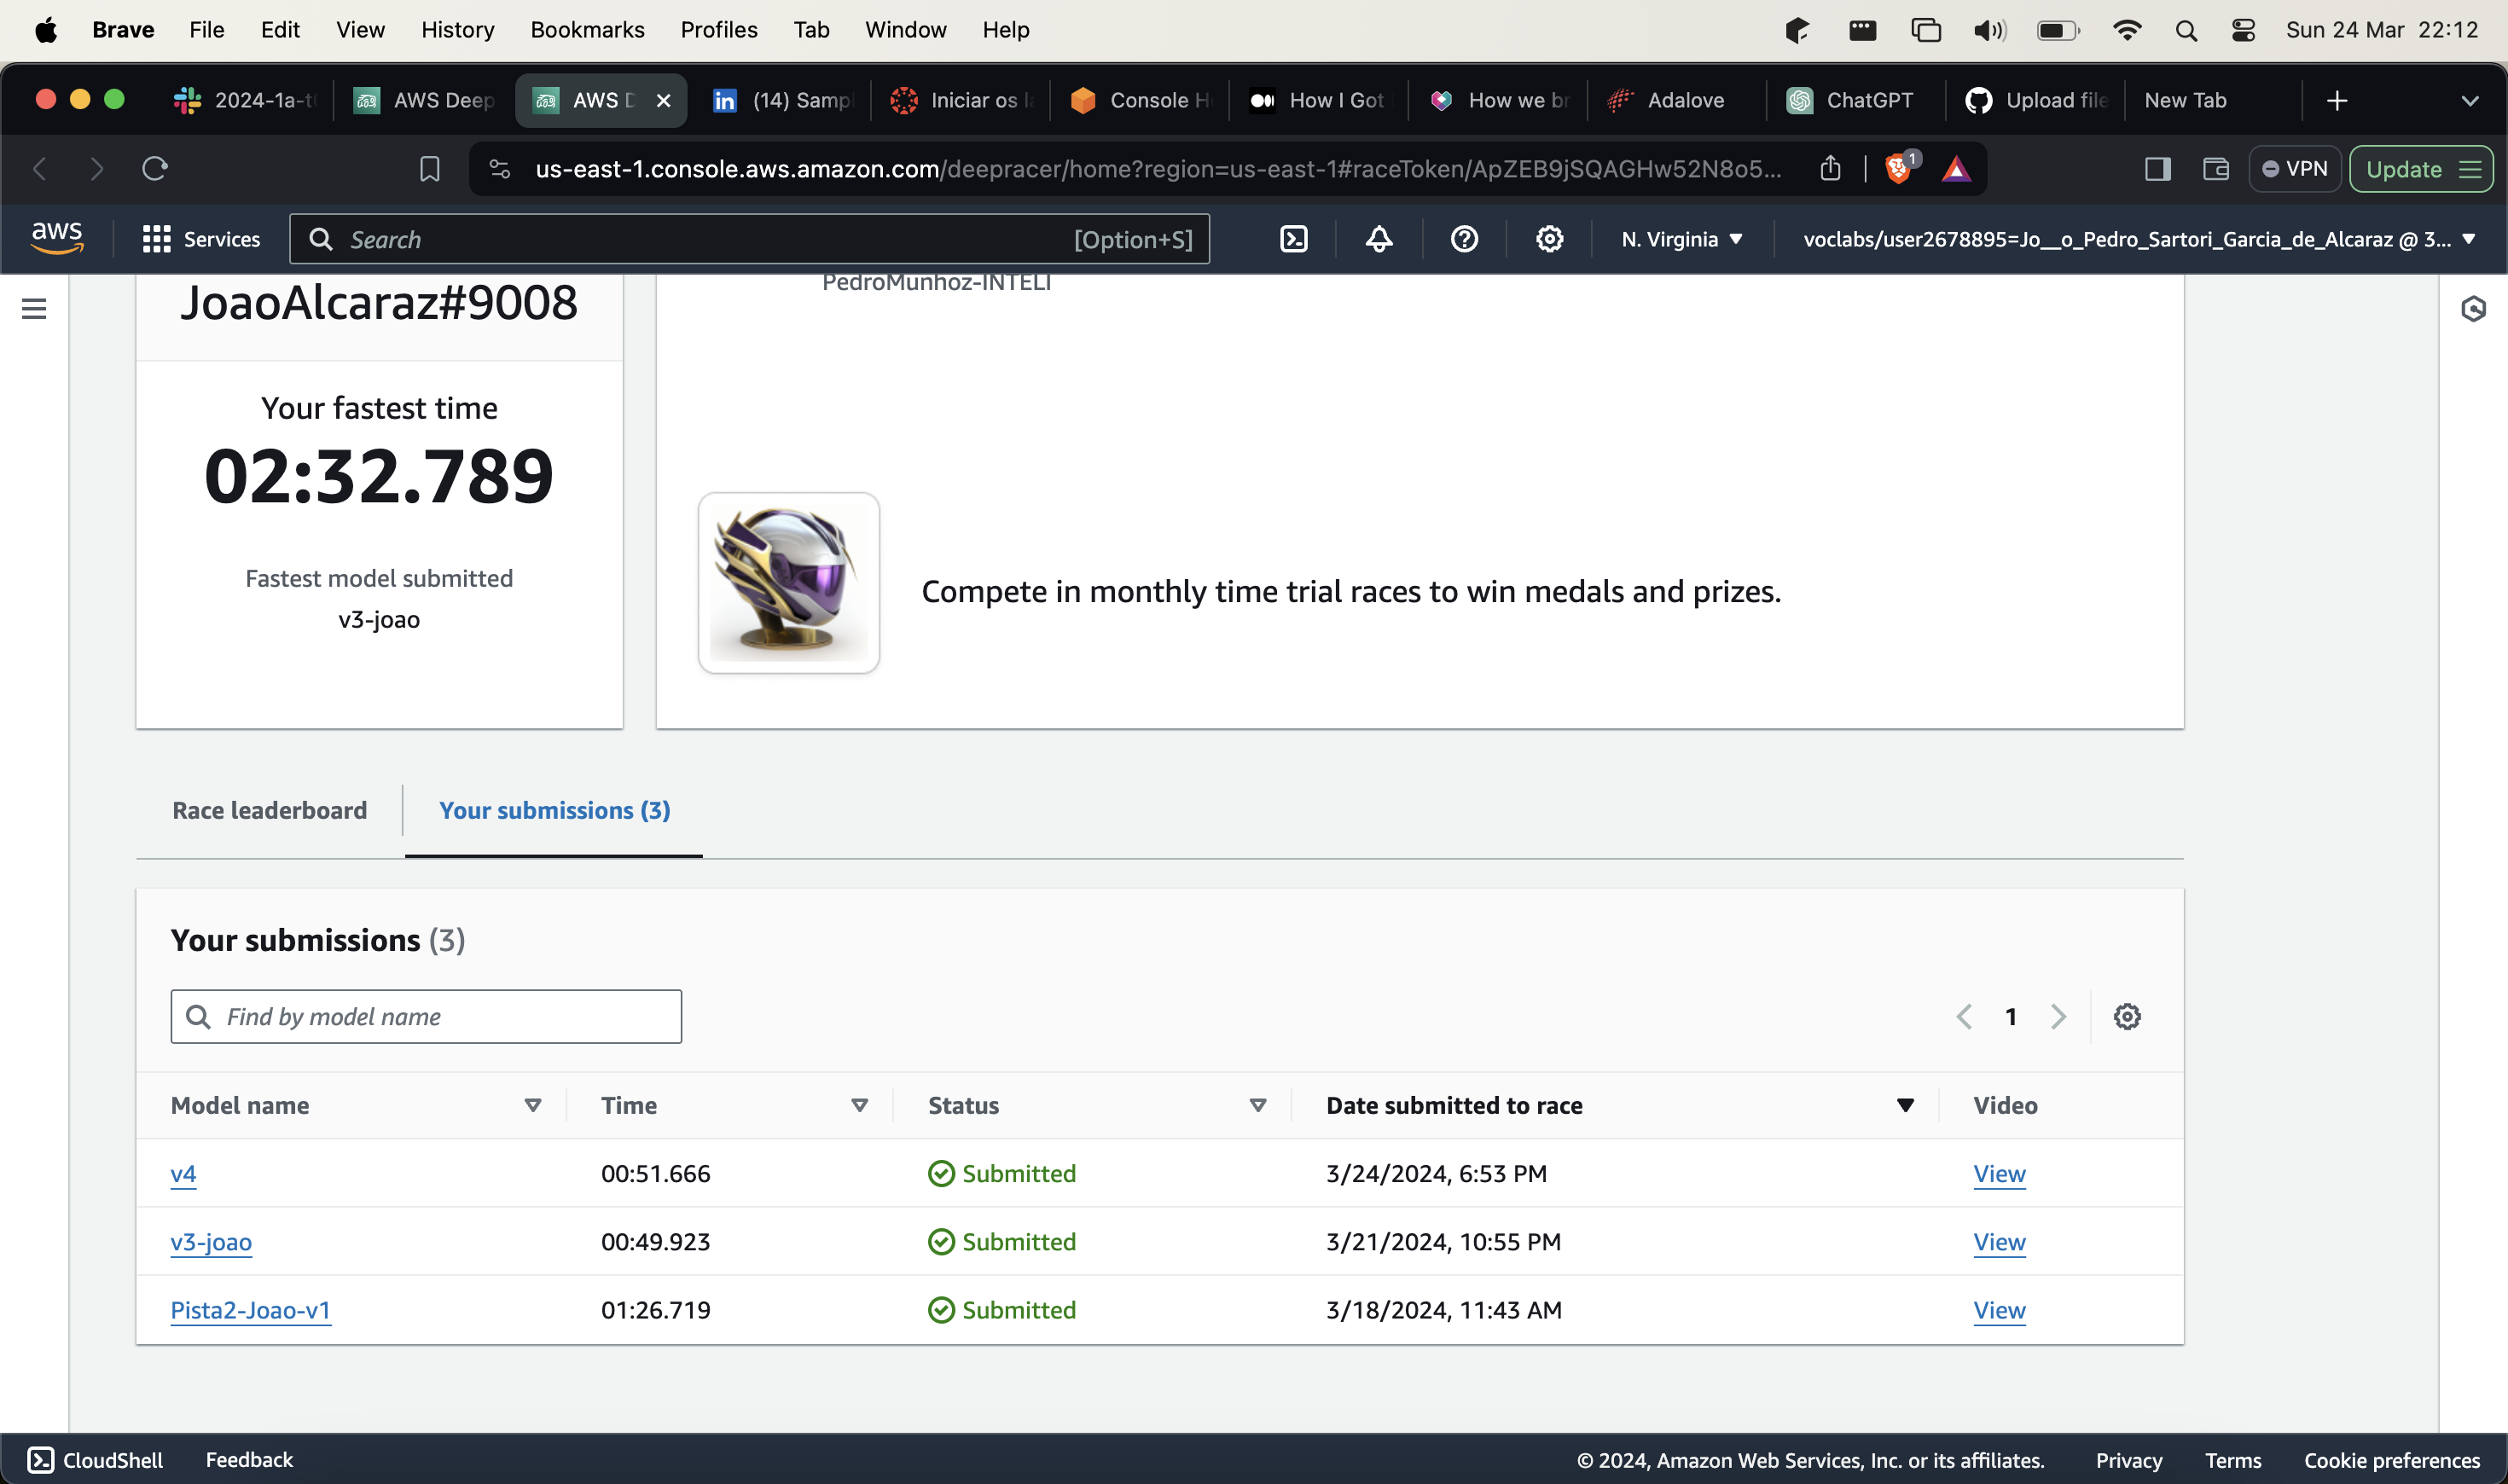 Brave File Edit View History Bookmarks Profiles Tab Window Help Sun 24 Mar 22:12
2024-1a-t AWS Deep AWS D (14) Samp Iniciar os la Console H How I Got How we br Adalove ChatGPT Upload file New Tab
us-east-1.console.aws.amazon.com/deepracer/home?region=us-east-1#raceToken/ApZEB9jSQAGHw52N8o5... 1 VPN Update
aws Services Search [Option+S] N. Virginia voclabs/user2678895=Jo__o_Pedro_Sartori_Garcia_de_Alcaraz @ 3...
PedroMunhoz-INTELI
JoaoAlcaraz#9008
Your fastest time
02:32.789
Fastest model submitted
v3-joao
Compete in monthly time trial races to win medals and prizes.
Race leaderboard Your submissions (3)
Your submissions (3)
Find by model name 1
Model name Time Status Date submitted to race Video
v4 00:51.666 Submitted 3/24/2024, 6:53 PM View
v3-joao 00:49.923 Submitted 3/21/2024, 10:55 PM View
Pista2-Joao-v1 01:26.719 Submitted 3/18/2024, 11:43 AM View
CloudShell Feedback © 2024, Amazon Web Services, Inc. or its affiliates. Privacy Terms Cookie preferences